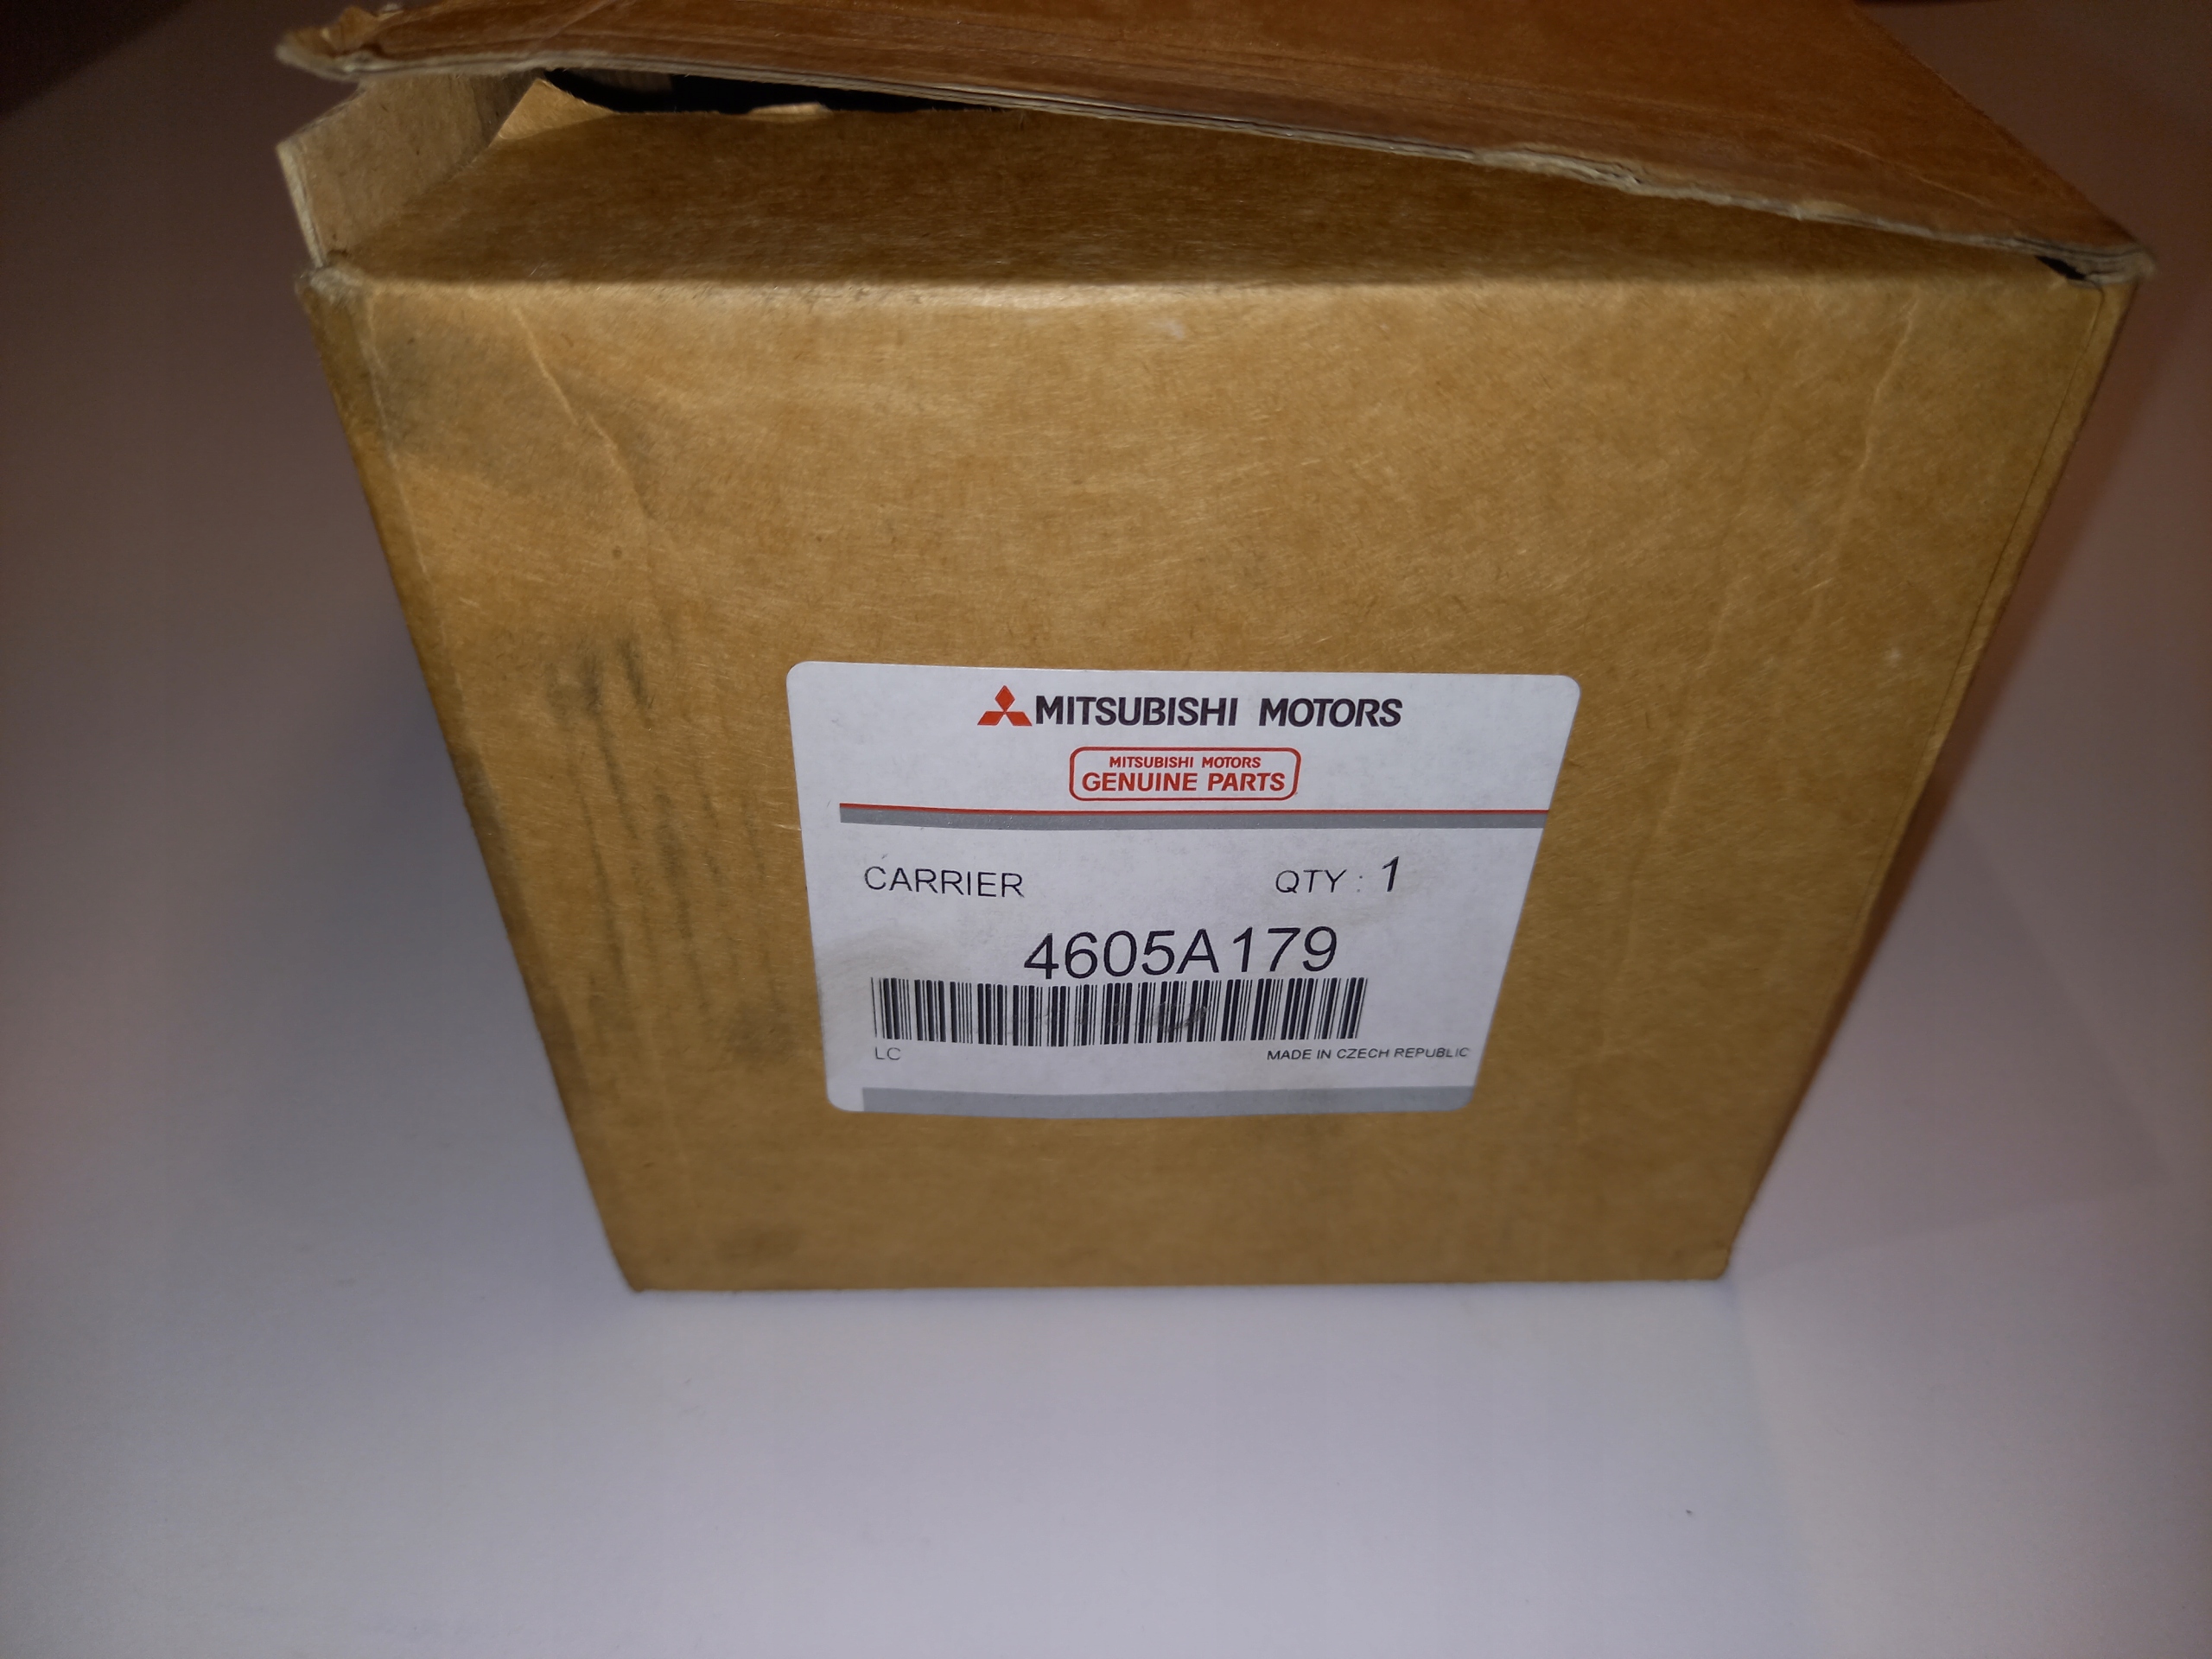 MITSUBISHI MOTORS
MITSUBISHI MOTORS
GENUINE PARTS
CARRIER QTY : 1
4605A179
LC MADE IN CZECH REPUBLIC